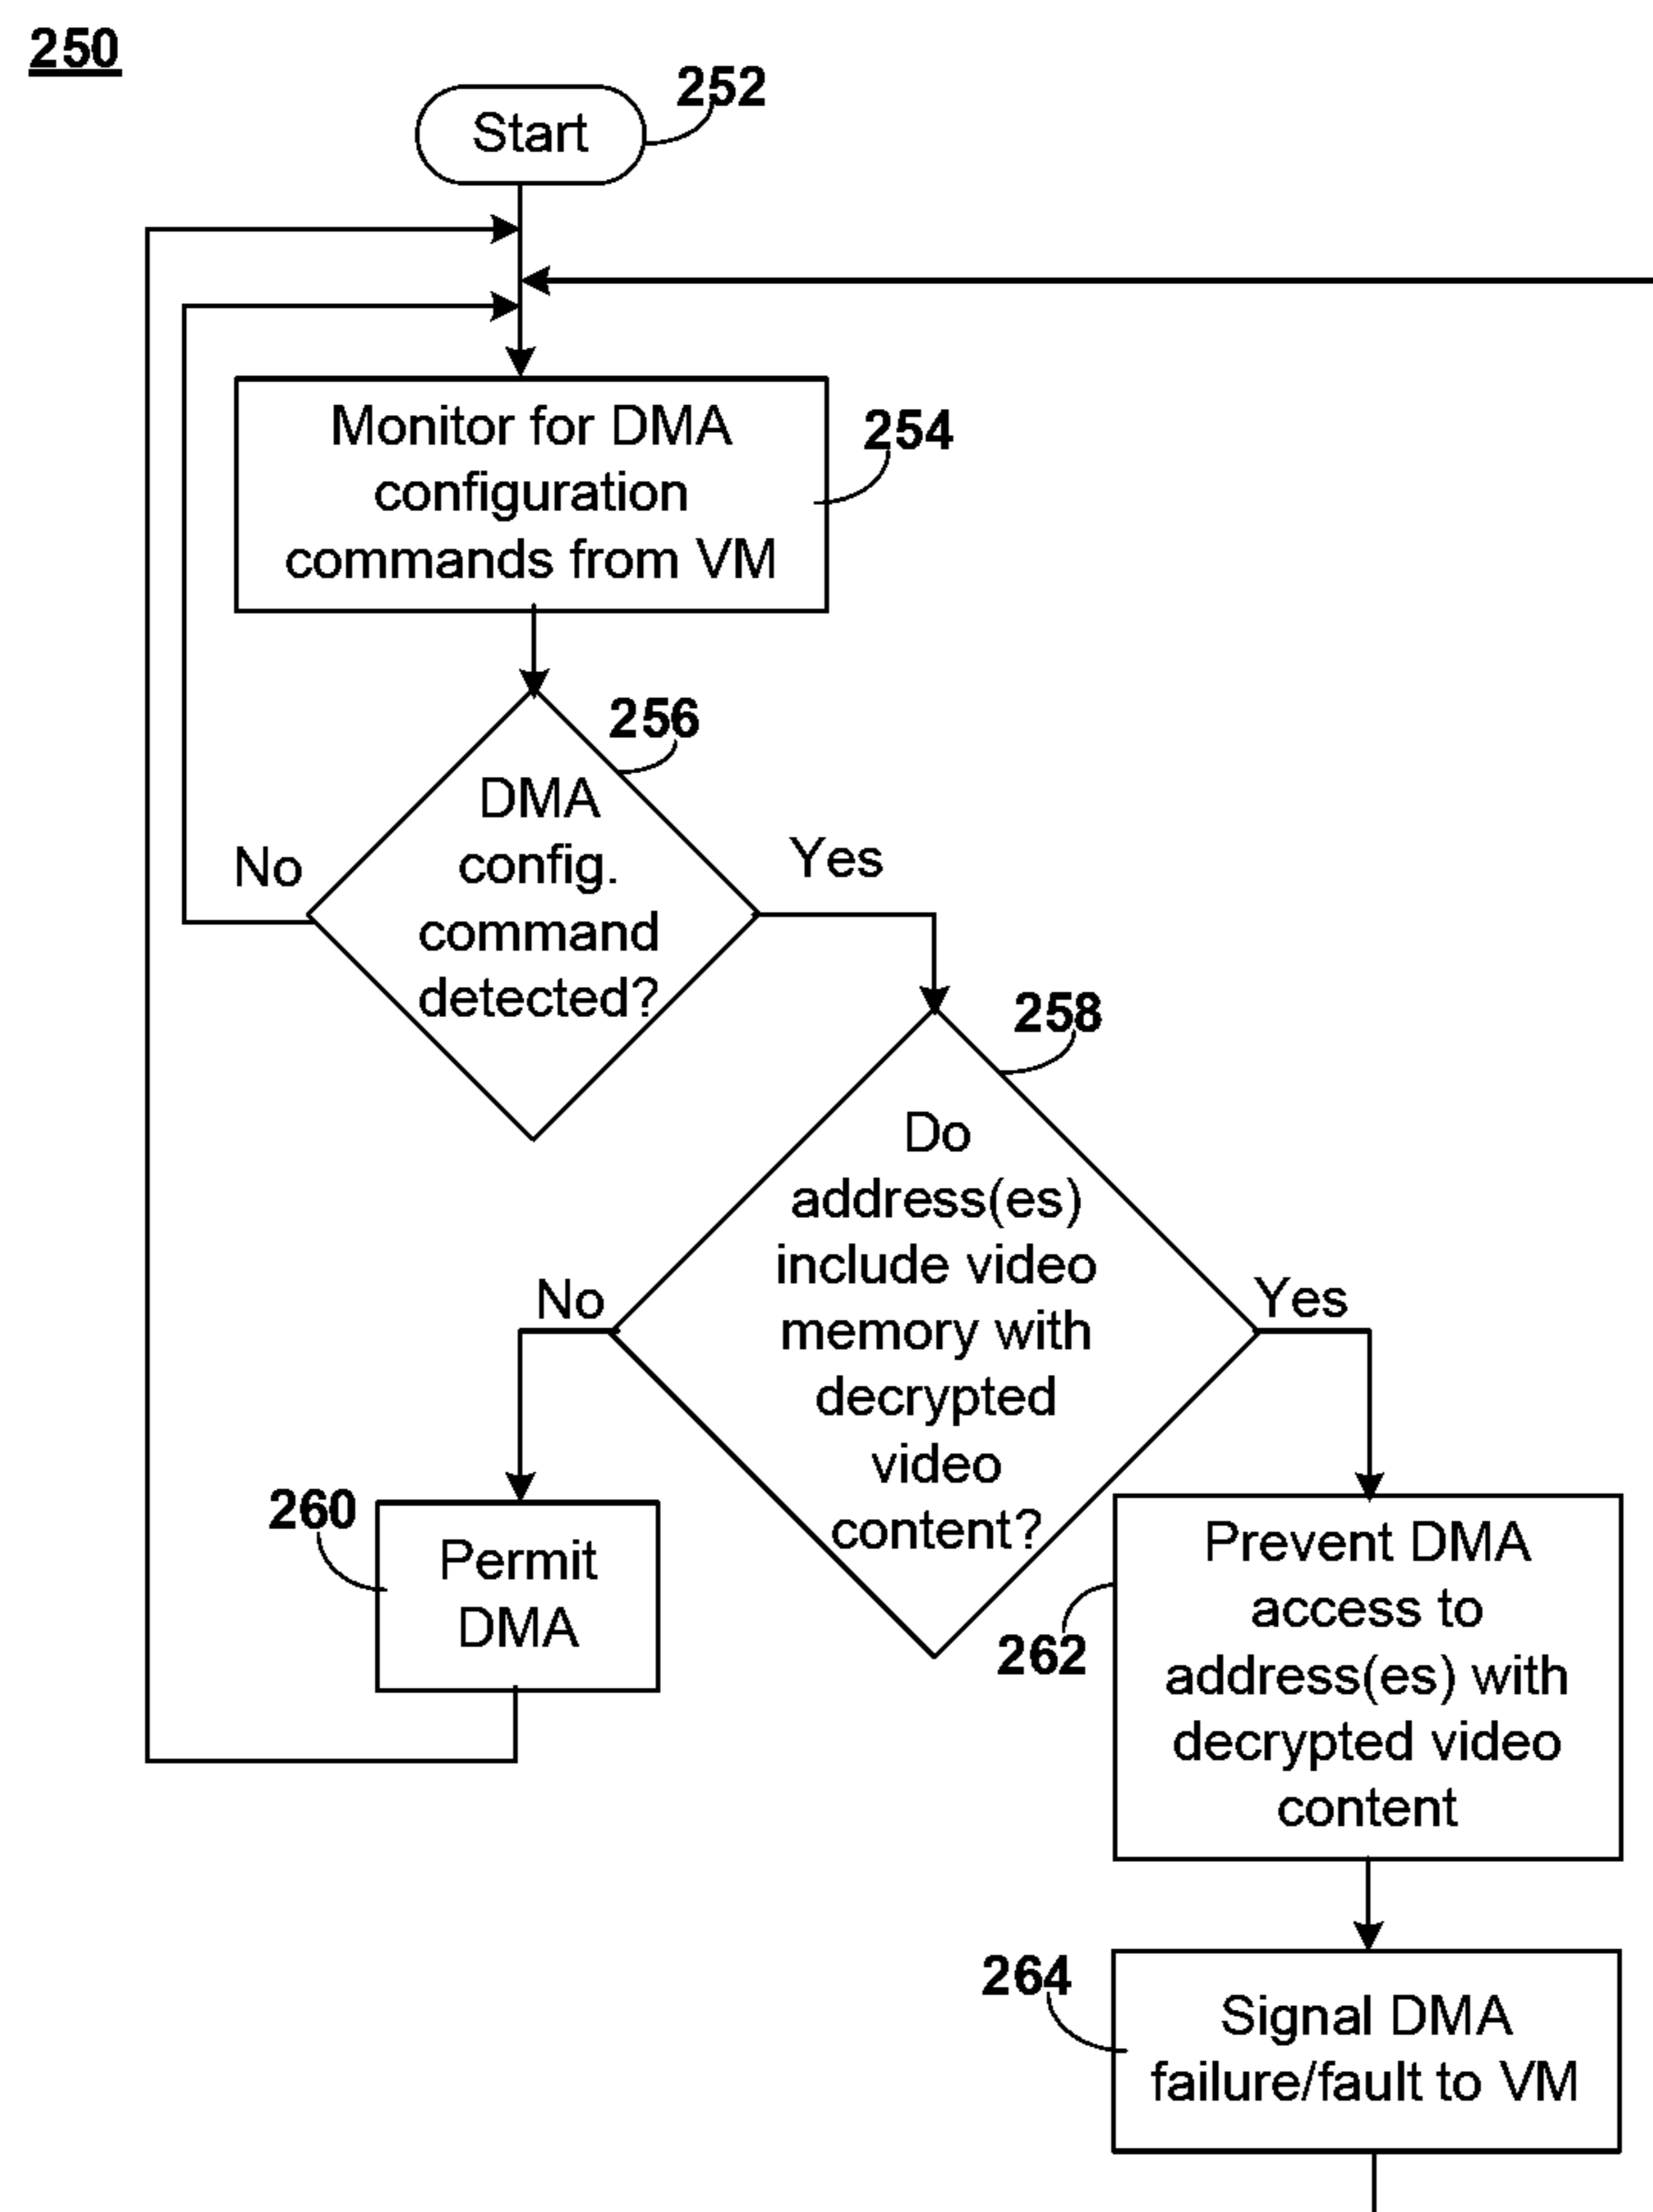 250
252
Start
Monitor for DMA
configuration
commands from VM
254
256
DMA
config.
command
detected?
No
Yes
258
Do
address(es)
include video
memory with
decrypted
video
content?
No
Yes
260
Permit
DMA
262
Prevent DMA
access to
address(es) with
decrypted video
content
264
Signal DMA
failure/fault to VM